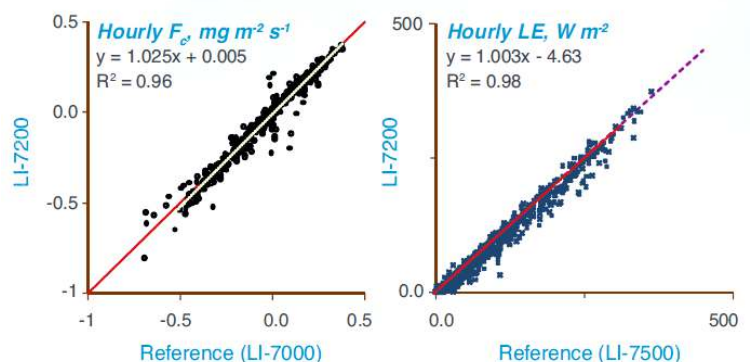 Hourly Fc, mg m-2 s-1
y = 1.025x + 0.005
R2 = 0.96
0.5
0.0
-0.5
-1
LI-7200
-1
-0.5
0.0
0.5
Reference (LI-7000)
Hourly LE, W m-2
y = 1.003x - 4.63
R2 = 0.98
500
0.0
LI-7200
0.0
500
Reference (LI-7500)